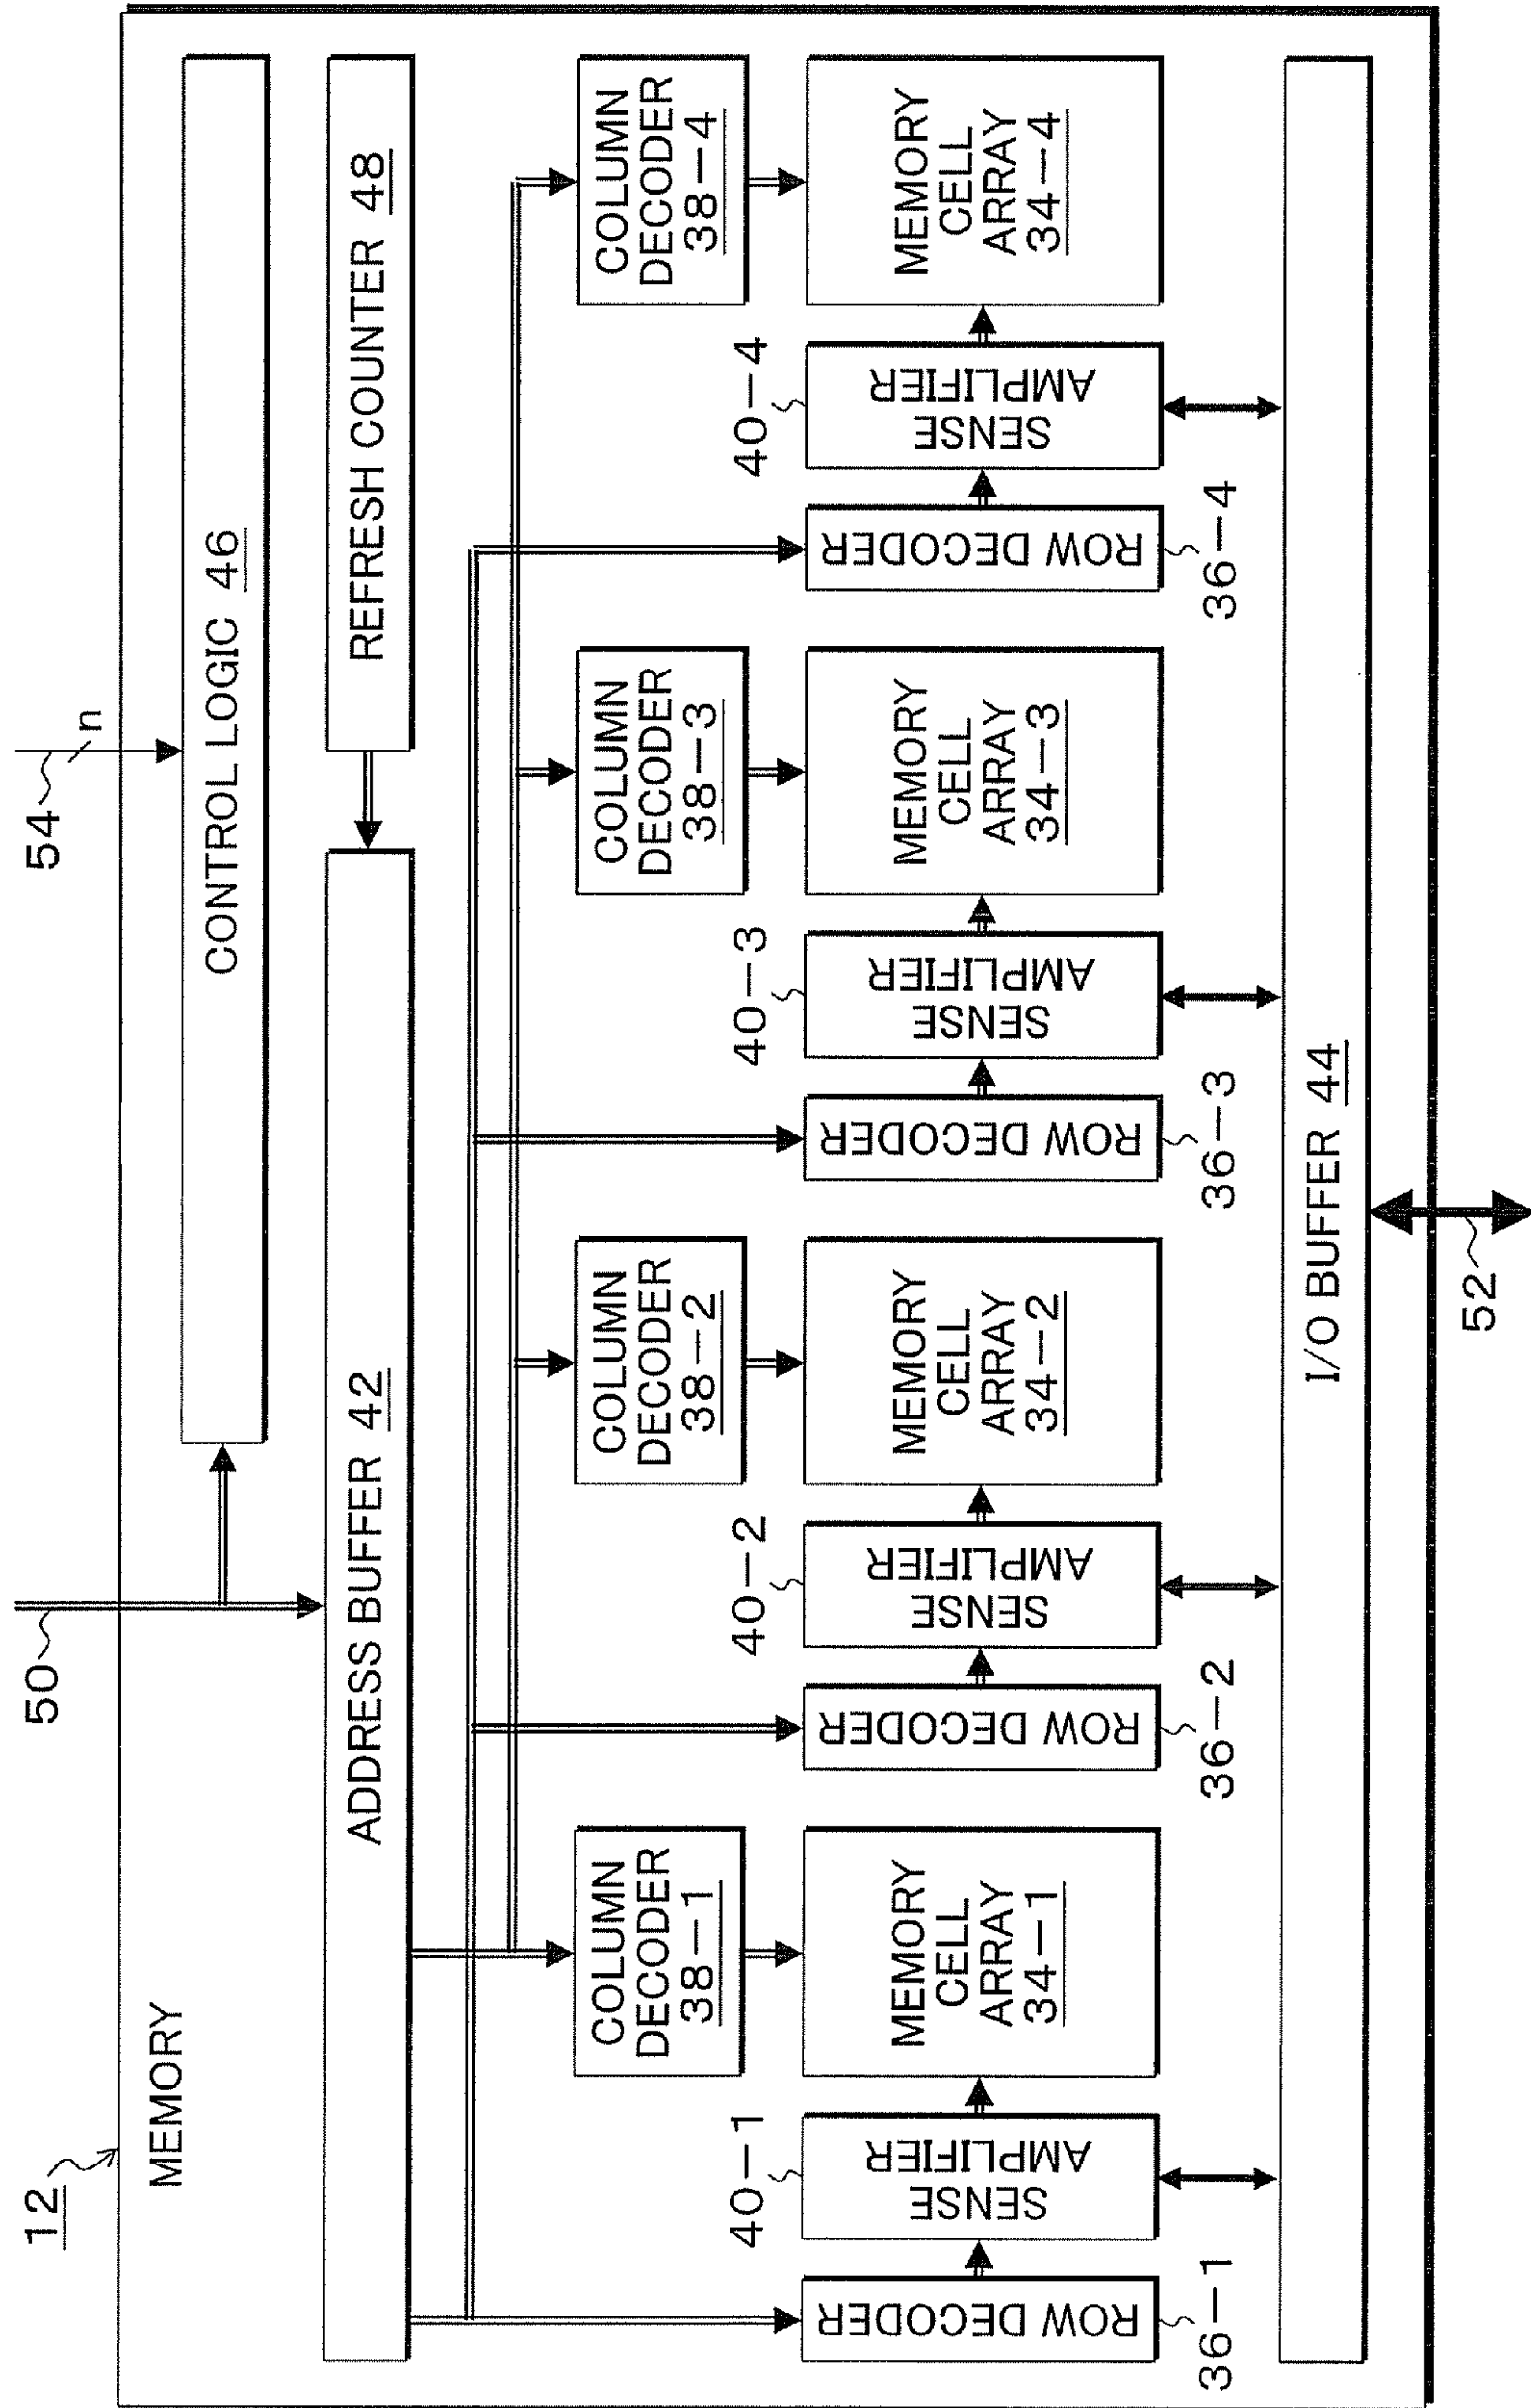 12
50
54
n
MEMORY
CONTROL LOGIC 46
ADDRESS BUFFER 42
REFRESH COUNTER 48
COLUMN
DECODER
38-1
COLUMN
DECODER
38-2
COLUMN
DECODER
38-3
COLUMN
DECODER
38-4
40-1
40-2
40-3
40-4
ROW DECODER
SENSE
AMPLIFIER
MEMORY
CELL
ARRAY
34-1
ROW DECODER
SENSE
AMPLIFIER
MEMORY
CELL
ARRAY
34-2
ROW DECODER
SENSE
AMPLIFIER
MEMORY
CELL
ARRAY
34-3
ROW DECODER
SENSE
AMPLIFIER
MEMORY
CELL
ARRAY
34-4
36-1
36-2
36-3
36-4
I/O BUFFER 44
52